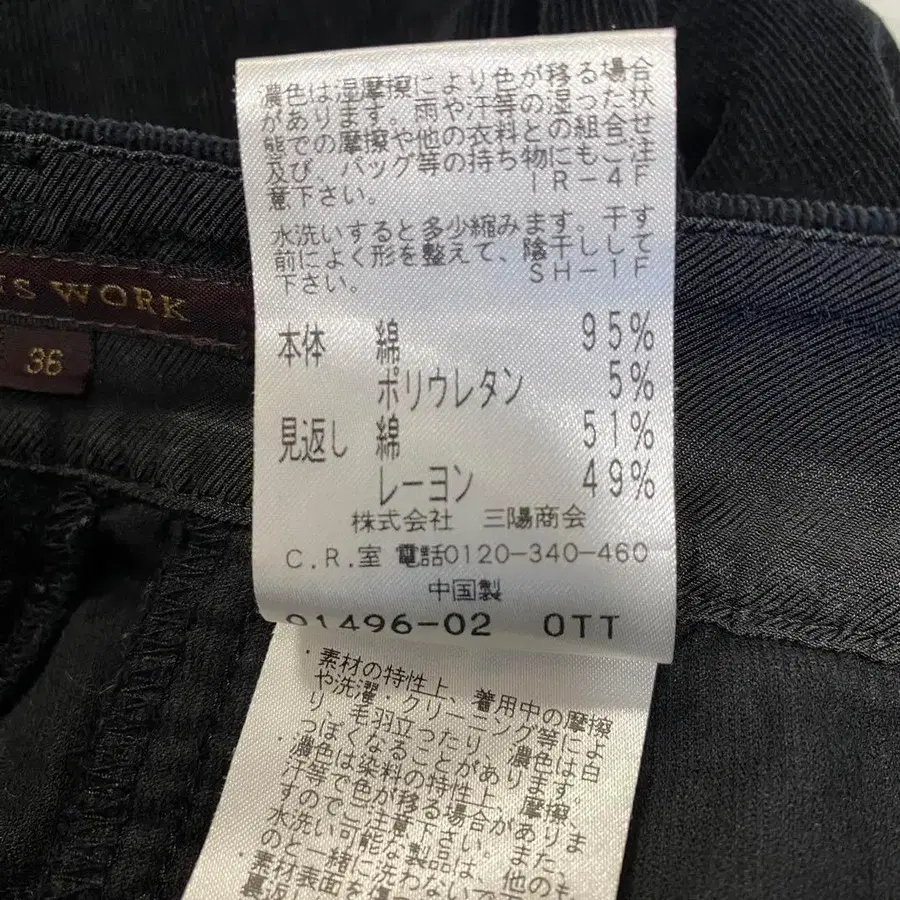 濃色は湿摩擦により色が移る場合
があります。雨や汗等の湿った状
態での摩擦や他の衣料との組合せ
及び、バッグ等の持ち物にもご注
意下さい。 IR-4F
水洗いすると多少縮みます。干す
前によく形を整えて、陰干しして
下さい。 SH-1F
本体 綿 95%
ポリウレタン 5%
見返し 綿 51%
レーヨン 49%
株式会社 三陽商会
C.R.室 電話0120-340-460
中国製
91496-02 OTT
IS WORK
36
・素材の特性上、着用中の摩擦
や洗濯・クリーニング等により
、毛羽立ったり、濃色は白
っぽくなることがあります。
・濃色は染料の特性上、摩擦、
汗等で色が移る場合がありま
すのでご注意下さい。また、
水洗い可能な製品は、他のも
のと一緒に洗わないで